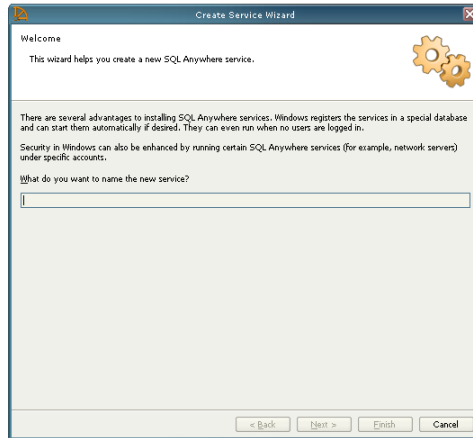 Create Service Wizard
Welcome
This wizard helps you create a new SQL Anywhere service.
There are several advantages to installing SQL Anywhere services. Windows registers the services in a special database
and can start them automatically if desired. They can even run when no users are logged in.
Security in Windows can also be enhanced by running certain SQL Anywhere services (for example, network servers)
under specific accounts.
What do you want to name the new service?
< Back
Next >
Finish
Cancel